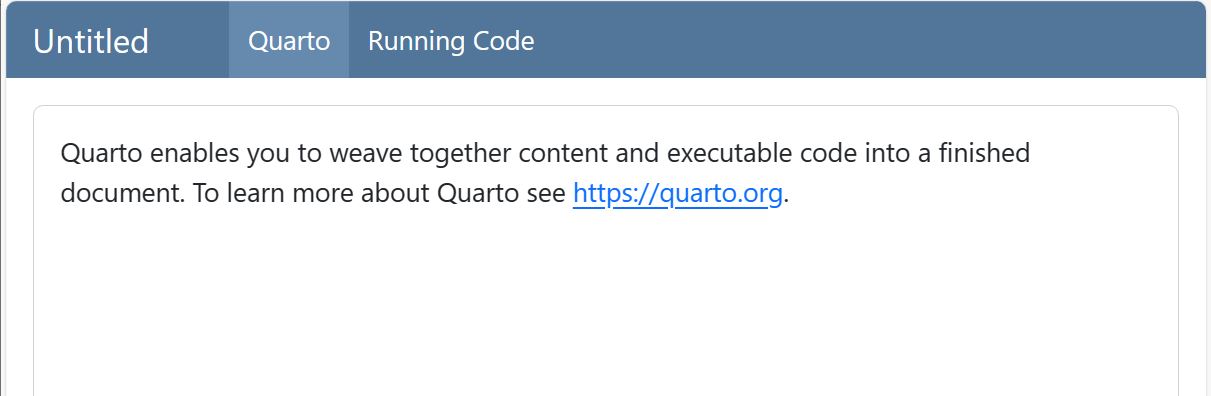 Untitled Quarto Running Code
Quarto enables you to weave together content and executable code into a finished
document. To learn more about Quarto see https://quarto.org.